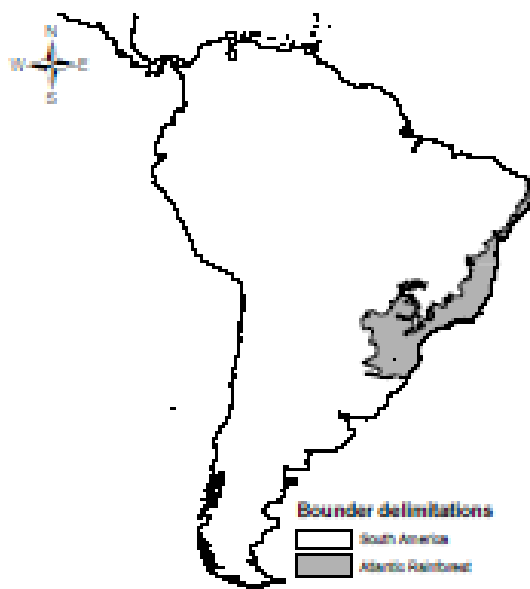 N
W E
S
Bounder delimitations
South America
Atlantic Rainforest